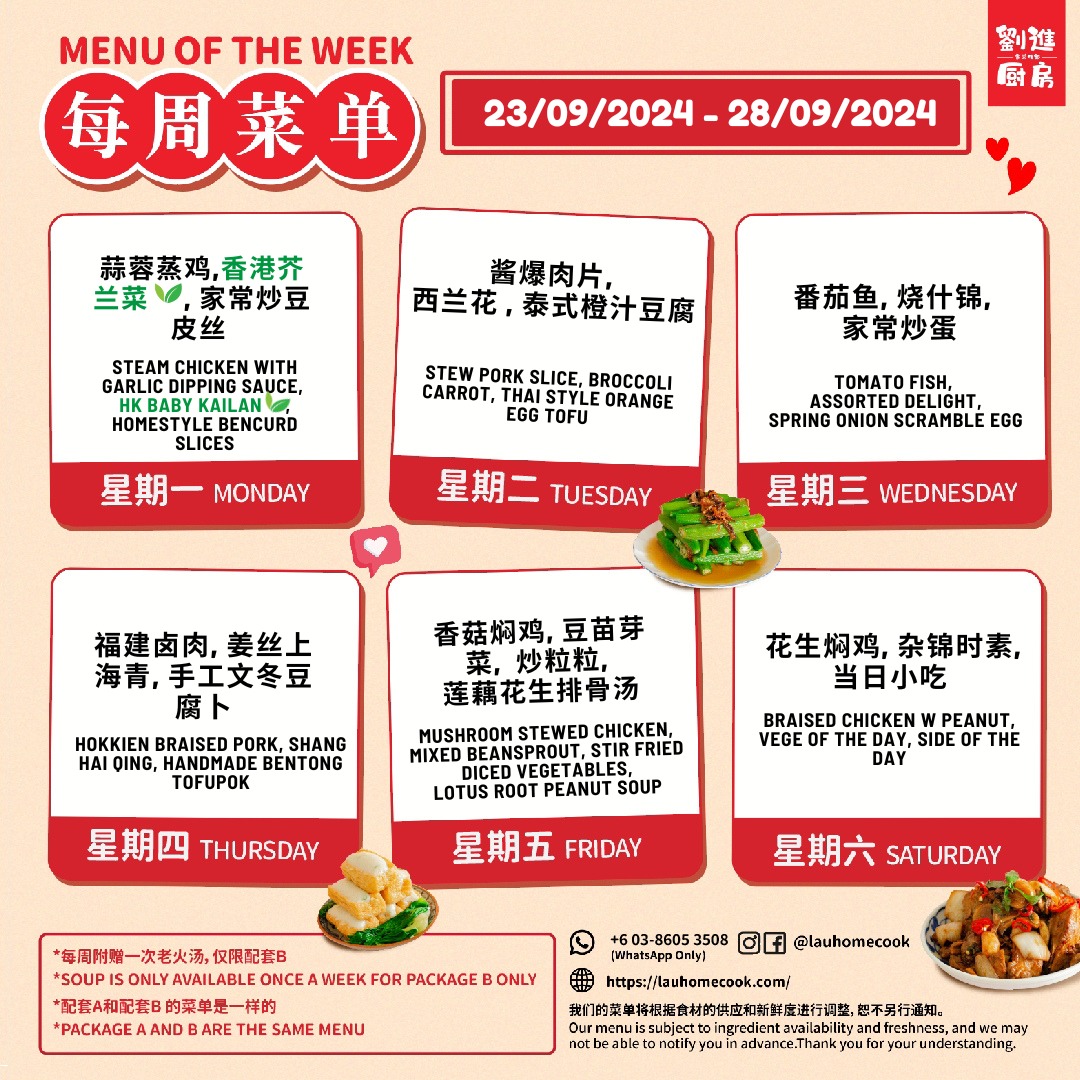 MENU OF THE WEEK
每周菜单
23/09/2024 - 28/09/2024
劉進
厨房
蒜蓉蒸鸡,香港芥
兰菜, 家常炒豆
皮丝
STEAM CHICKEN WITH
GARLIC DIPPING SAUCE,
HK BABY KAILAN,
HOMESTYLE BENCURD
SLICES
星期一 MONDAY
酱爆肉片,
西兰花 , 泰式橙汁豆腐
STEW PORK SLICE, BROCCOLI
CARROT, THAI STYLE ORANGE
EGG TOFU
星期二 TUESDAY
番茄鱼, 烧什锦,
家常炒蛋
TOMATO FISH,
ASSORTED DELIGHT,
SPRING ONION SCRAMBLE EGG
星期三 WEDNESDAY
福建卤肉, 姜丝上
海青, 手工文冬豆
腐卜
HOKKIEN BRAISED PORK, SHANG
HAI QING, HANDMADE BENTONG
TOFUPOK
星期四 THURSDAY
香菇焖鸡, 豆苗芽
菜, 炒粒粒,
莲藕花生排骨汤
MUSHROOM STEWED CHICKEN,
MIXED BEANSPROUT, STIR FRIED
DICED VEGETABLES,
LOTUS ROOT PEANUT SOUP
星期五 FRIDAY
花生焖鸡, 杂锦时素,
当日小吃
BRAISED CHICKEN W PEANUT,
VEGE OF THE DAY, SIDE OF THE
DAY
星期六 SATURDAY
*每周附赠一次老火汤, 仅限配套B
*SOUP IS ONLY AVAILABLE ONCE A WEEK FOR PACKAGE B ONLY
*配套A和配套B 的菜单是一样的
*PACKAGE A AND B ARE THE SAME MENU
+6 03-8605 3508
(WhatsApp Only)
@lauhomecook
https://lauhomecook.com/
我们的菜单将根据食材的供应和新鲜度进行调整, 恕不另行通知。
Our menu is subject to ingredient availability and freshness, and we may
not be able to notify you in advance.Thank you for your understanding.